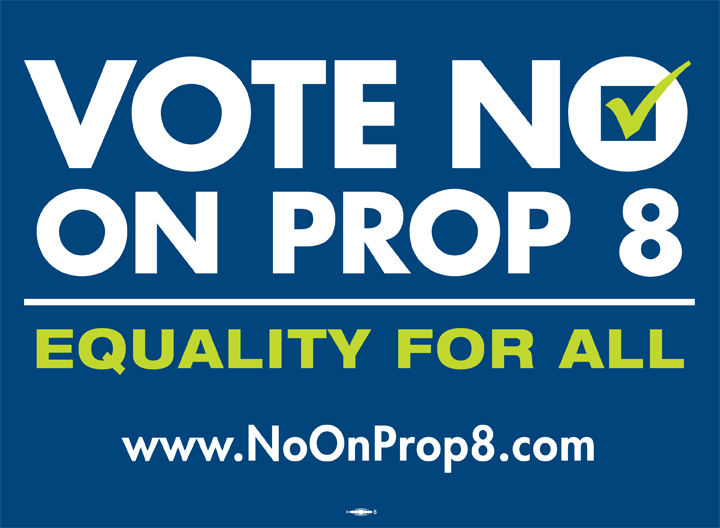 VOTE NO
ON PROP 8
EQUALITY FOR ALL
www.NoOnProp8.com